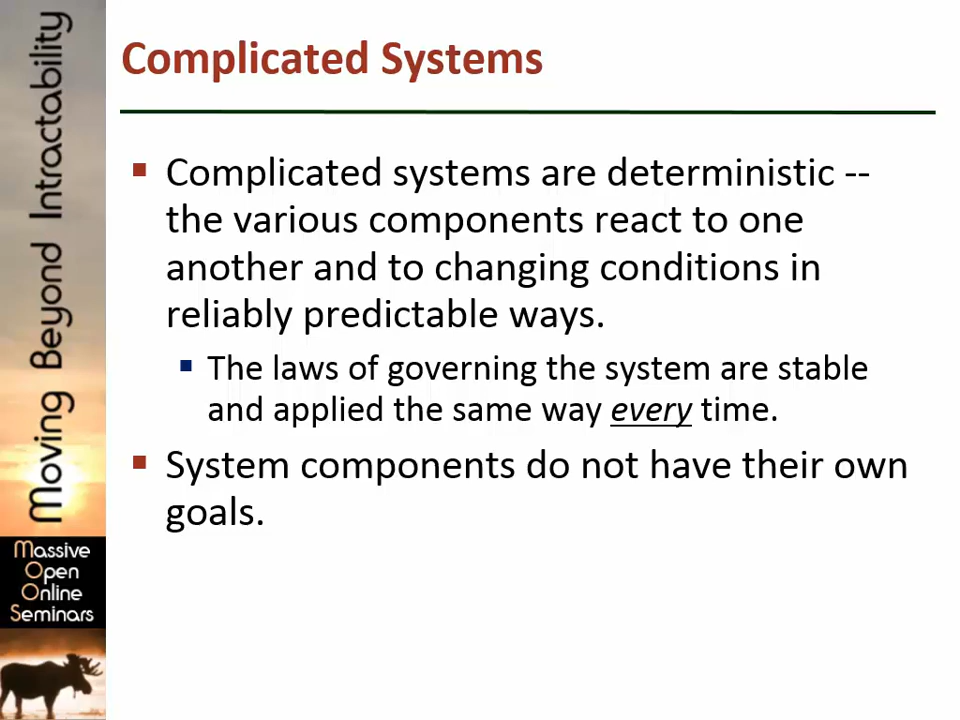 Moving Beyond Intractability
Massive
Open
Online
Seminars
Complicated Systems
▪ Complicated systems are deterministic --
the various components react to one
another and to changing conditions in
reliably predictable ways.
▪ The laws of governing the system are stable
and applied the same way every time.
▪ System components do not have their own
goals.